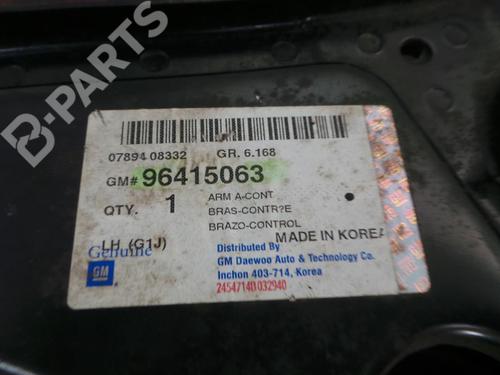 B-PARTS
07894 08332 GR. 6.168
GM# 96415063
QTY. 1
ARM A-CONT
BRAS-CONTR?E
BRAZO-CONTROL
LH (G1J)
MADE IN KOREA
Genuine
GM
Distributed By
GM Daewoo Auto & Technology Co.
Inchon 403-714, Korea
2454714D032940